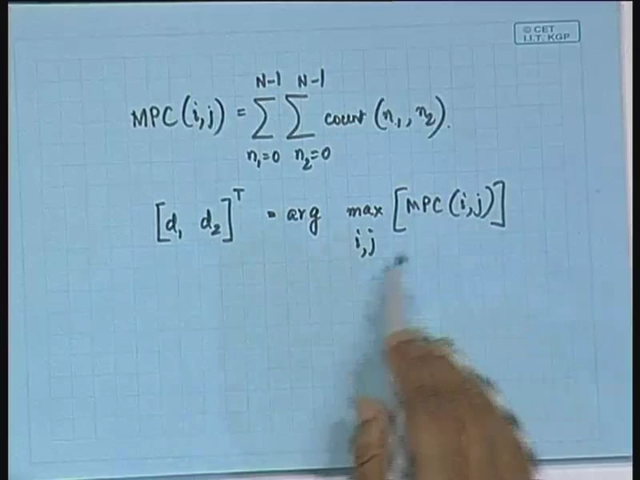 © CET
I.I.T. KGP
N-1 N-1
MPC(i,j) = ∑ ∑ count (n₁, n₂).
n₁=0 n₂=0
[d₁ d₂]ᵀ = arg max [MPC(i,j)]
i,j